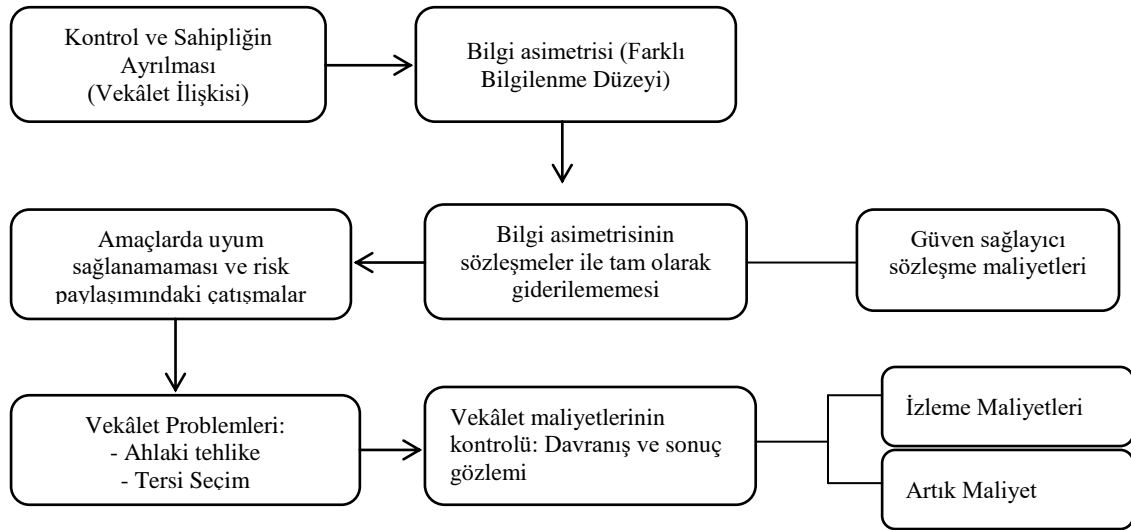 Kontrol ve Sahipliğin
Ayrılması
(Vekâlet İlişkisi)
Bilgi asimetrisi (Farklı
Bilgilenme Düzeyi)
Amaçlarda uyum
sağlanamaması ve risk
paylaşımındaki çatışmalar
Bilgi asimetrisinin
sözleşmeler ile tam olarak
giderilememesi
Güven sağlayıcı
sözleşme maliyetleri
Vekâlet Problemleri:
- Ahlaki tehlike
- Tersi Seçim
Vekâlet maliyetlerinin
kontrolü: Davranış ve sonuç
gözlemi
İzleme Maliyetleri
Artık Maliyet